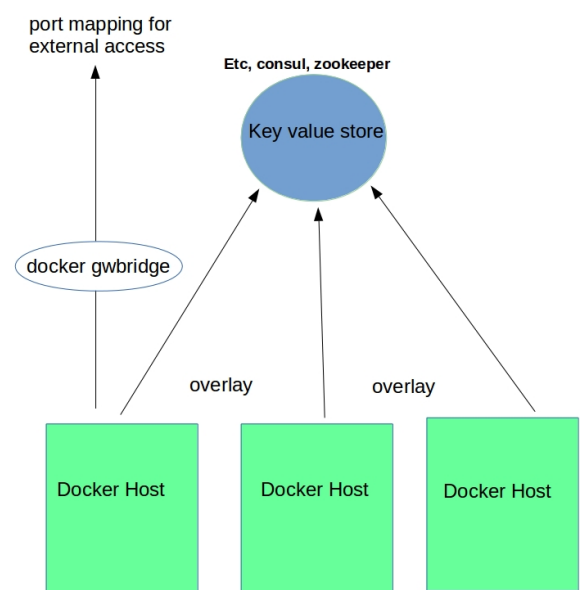 port mapping for
external access
Etc, consul, zookeeper
Key value store
docker gwbridge
overlay
overlay
Docker Host
Docker Host
Docker Host